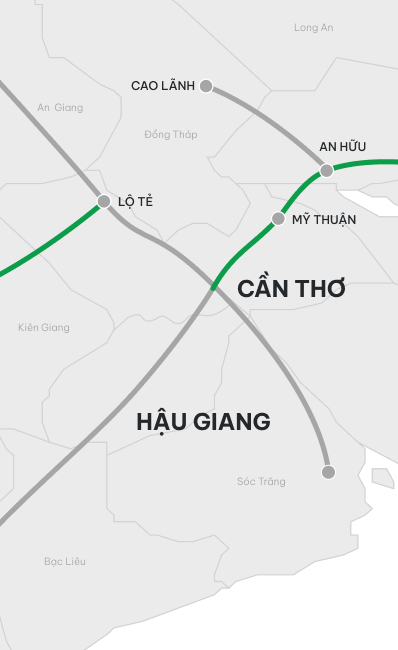 Long An
CAO LÃNH
An Giang
Đồng Tháp
AN HỮU
LỘ TẺ
MỸ THUẬN
CẦN THƠ
Kiên Giang
HẬU GIANG
Sóc Trăng
Bạc Liêu